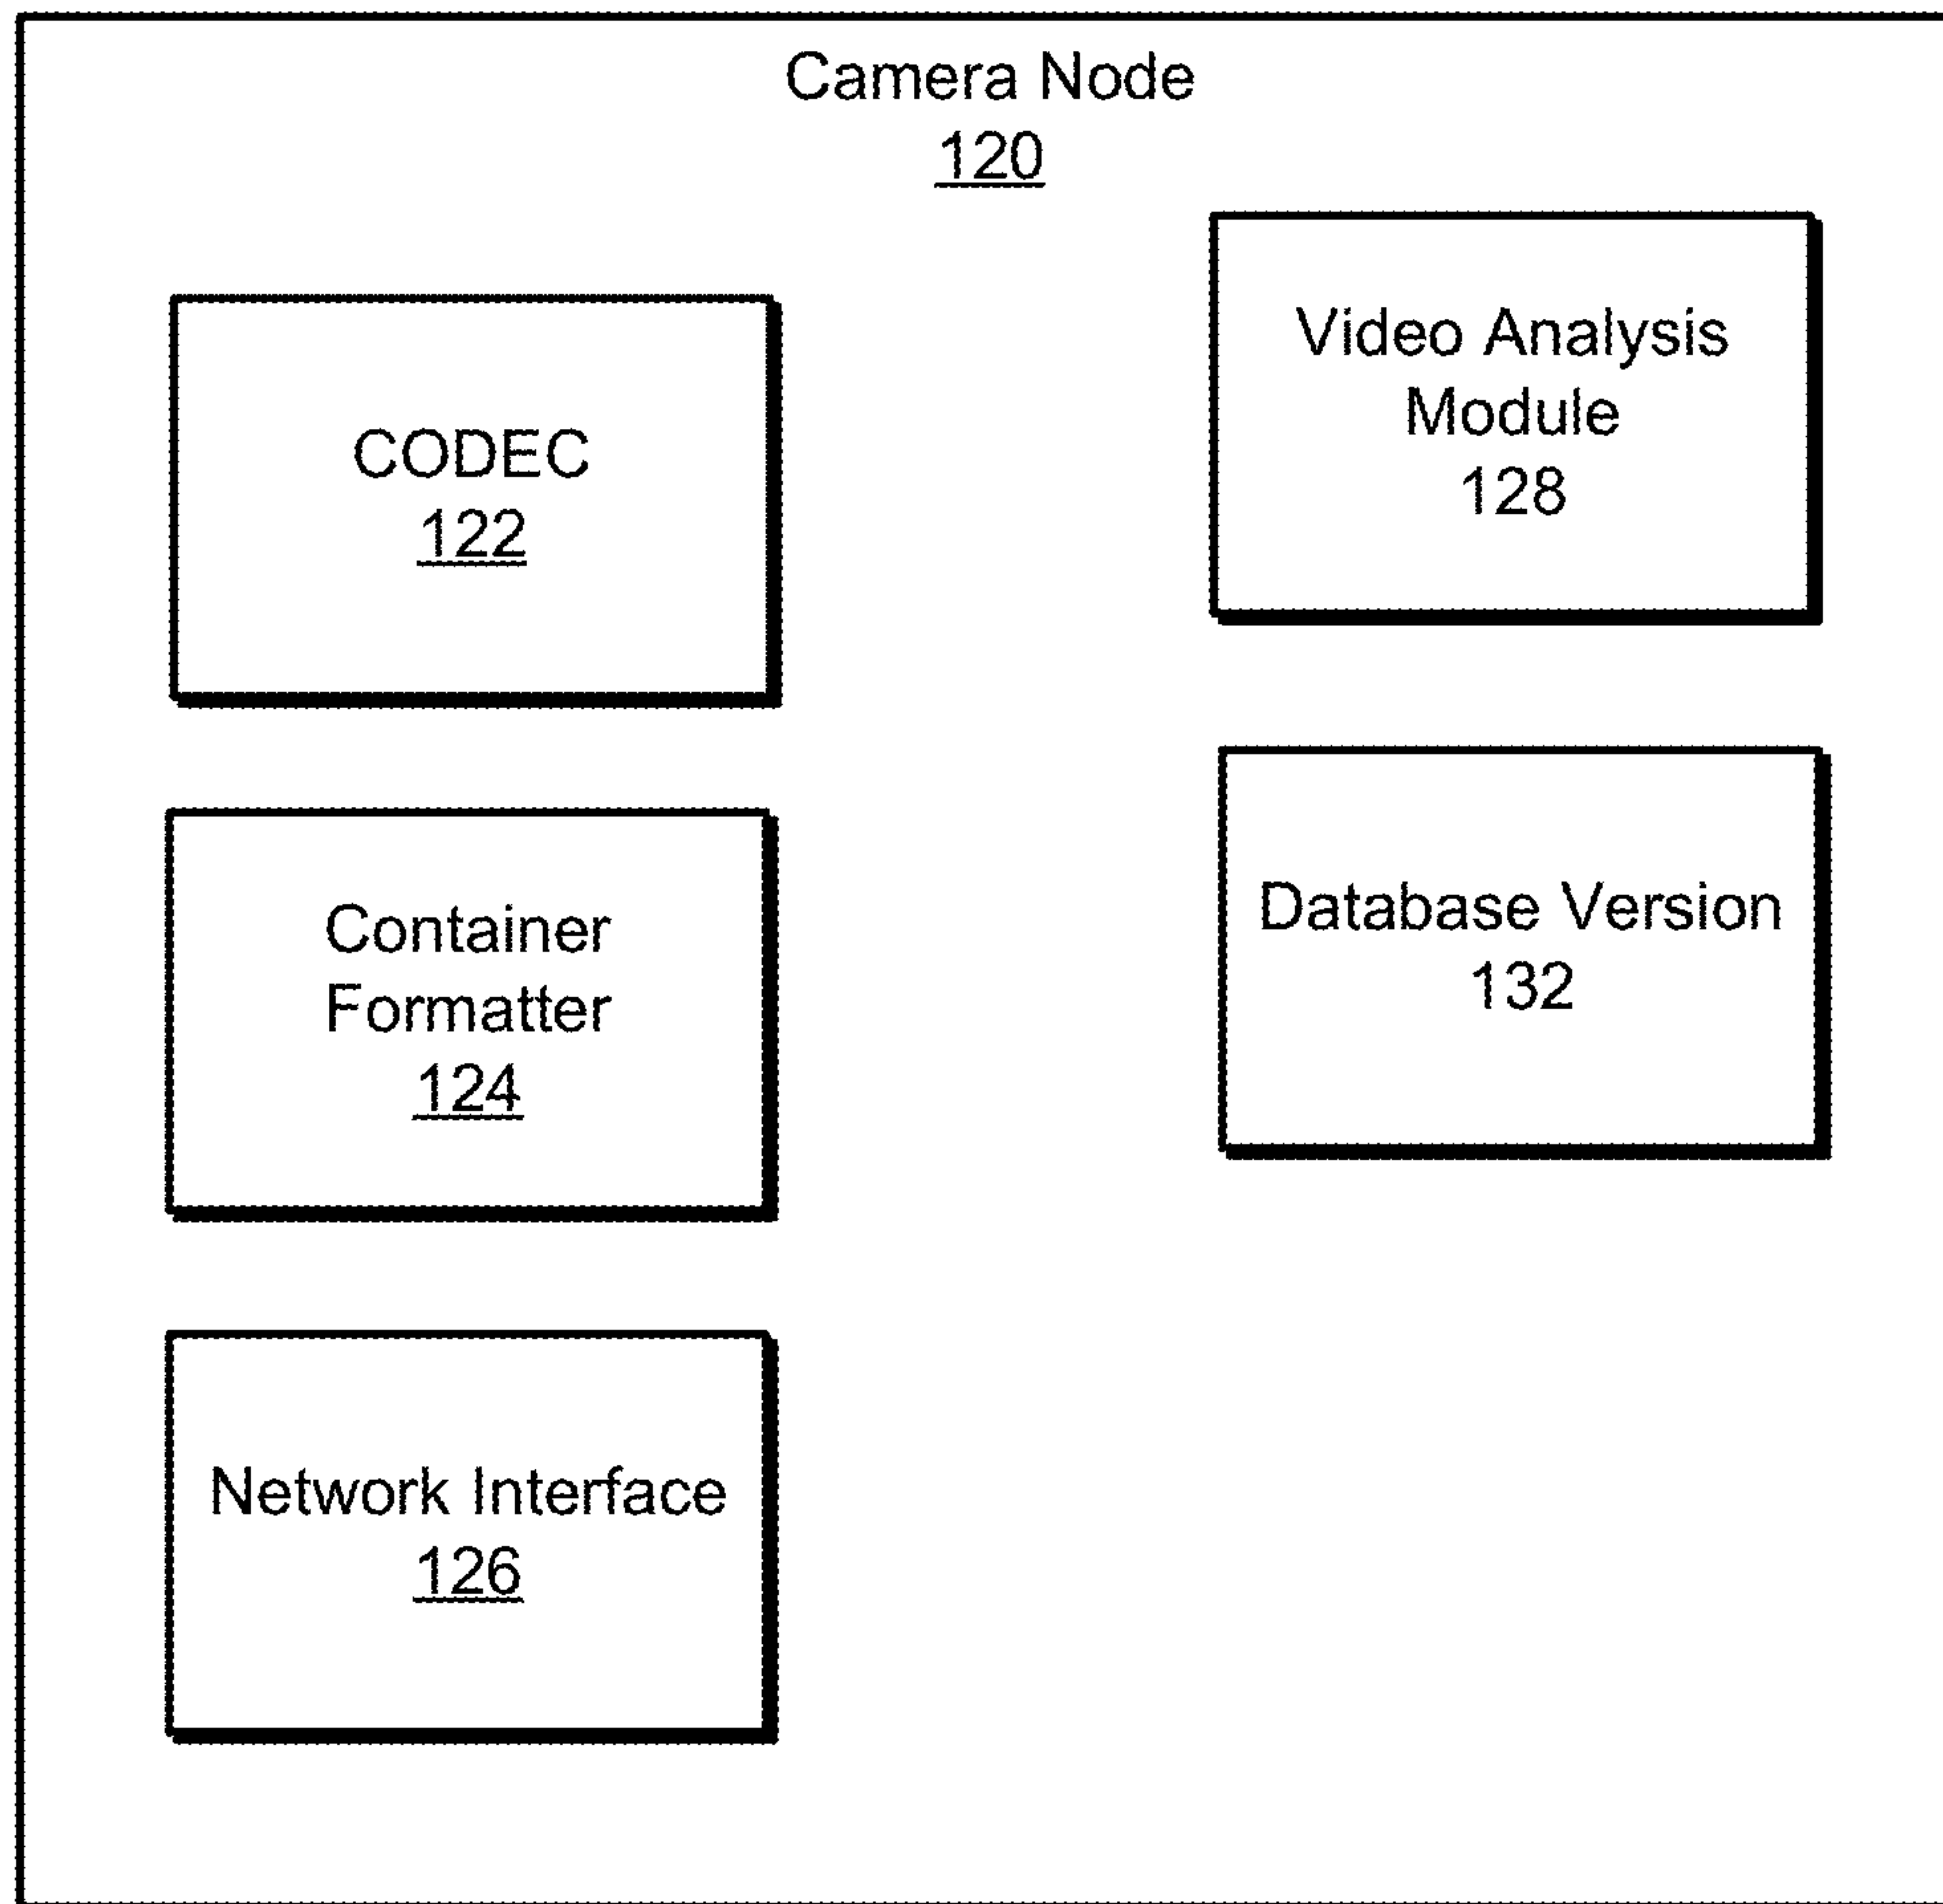 Camera Node
120
CODEC
122
Container
Formatter
124
Network Interface
126
Video Analysis
Module
128
Database Version
132